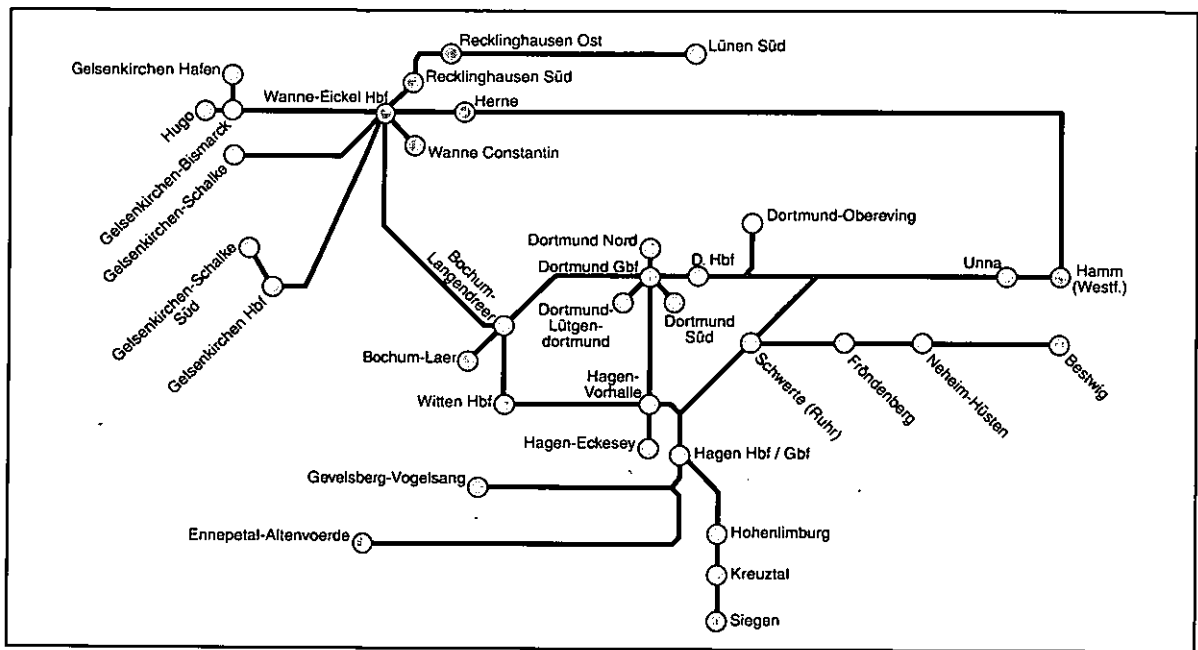 Recklinghausen Ost
Lünen Süd
Gelsenkirchen Hafen
Recklinghausen Süd
Wanne-Eickel Hbf
Herne
Hugo
Gelsenkirchen-Bismarck
Wanne Constantin
Gelsenkirchen-Schalke
Dortmund-Obereving
Dortmund Nord
Bochum-
Langendreer
Dortmund Gbf
D. Hbf
Unna
Hamm
(Westf.)
Gelsenkirchen-Schalke
Süd
Gelsenkirchen Hbf
Dortmund-
Lütgen-
dortmund
Dortmund
Süd
Bochum-Laer
Hagen-
Vorhalle
Schwerte (Ruhr)
Fröndenberg
Neheim-Hüsten
Bestwig
Witten Hbf
Hagen-Eckesey
Hagen Hbf / Gbf
Gevelsberg-Vogelsang
Ennepetal-Altenvoerde
Hohenlimburg
Kreuztal
Siegen